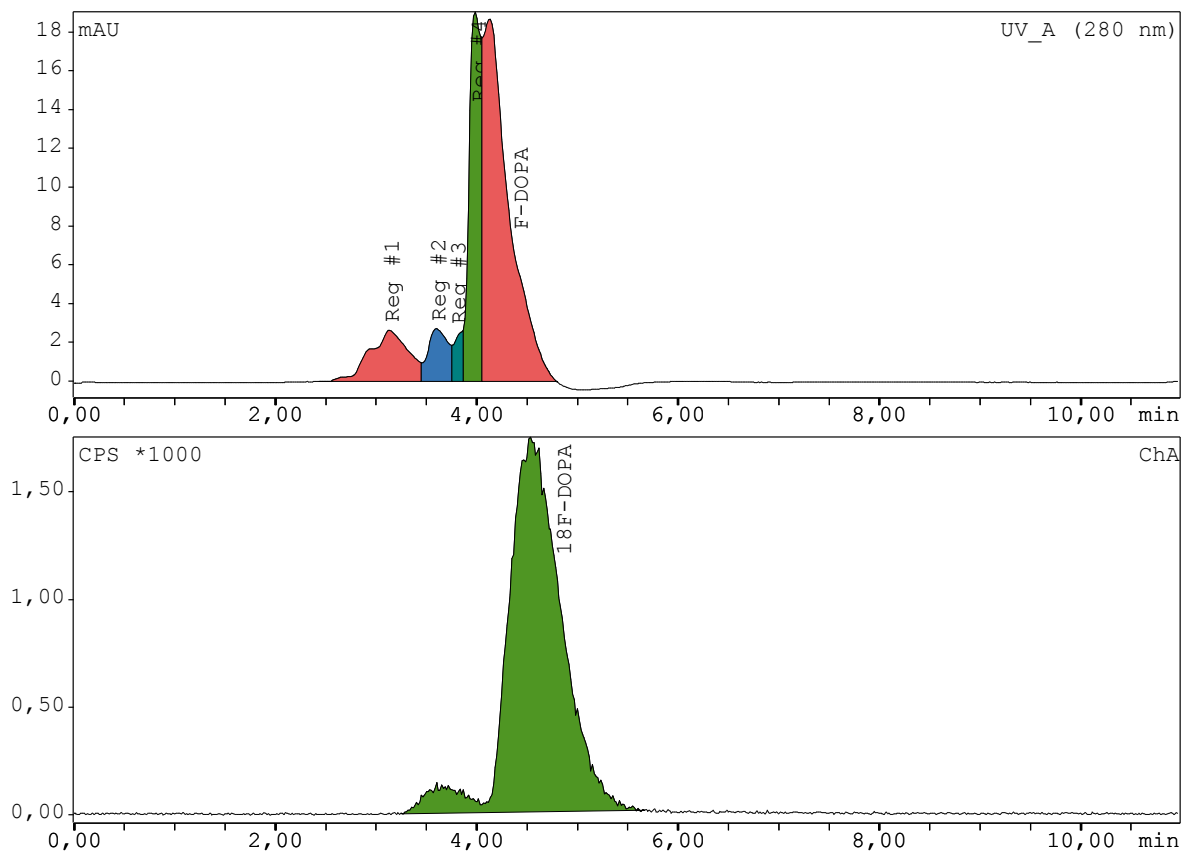 mAU
UV_A (280 nm)
18
16
14
12
10
8
6
4
2
0
Reg #1
Reg #2
Reg #3
Reg #4
F-DOPA
0,00 2,00 4,00 6,00 8,00 10,00 min
CPS *1000
ChA
1,50
1,00
0,50
0,00
18F-DOPA
0,00 2,00 4,00 6,00 8,00 10,00 min